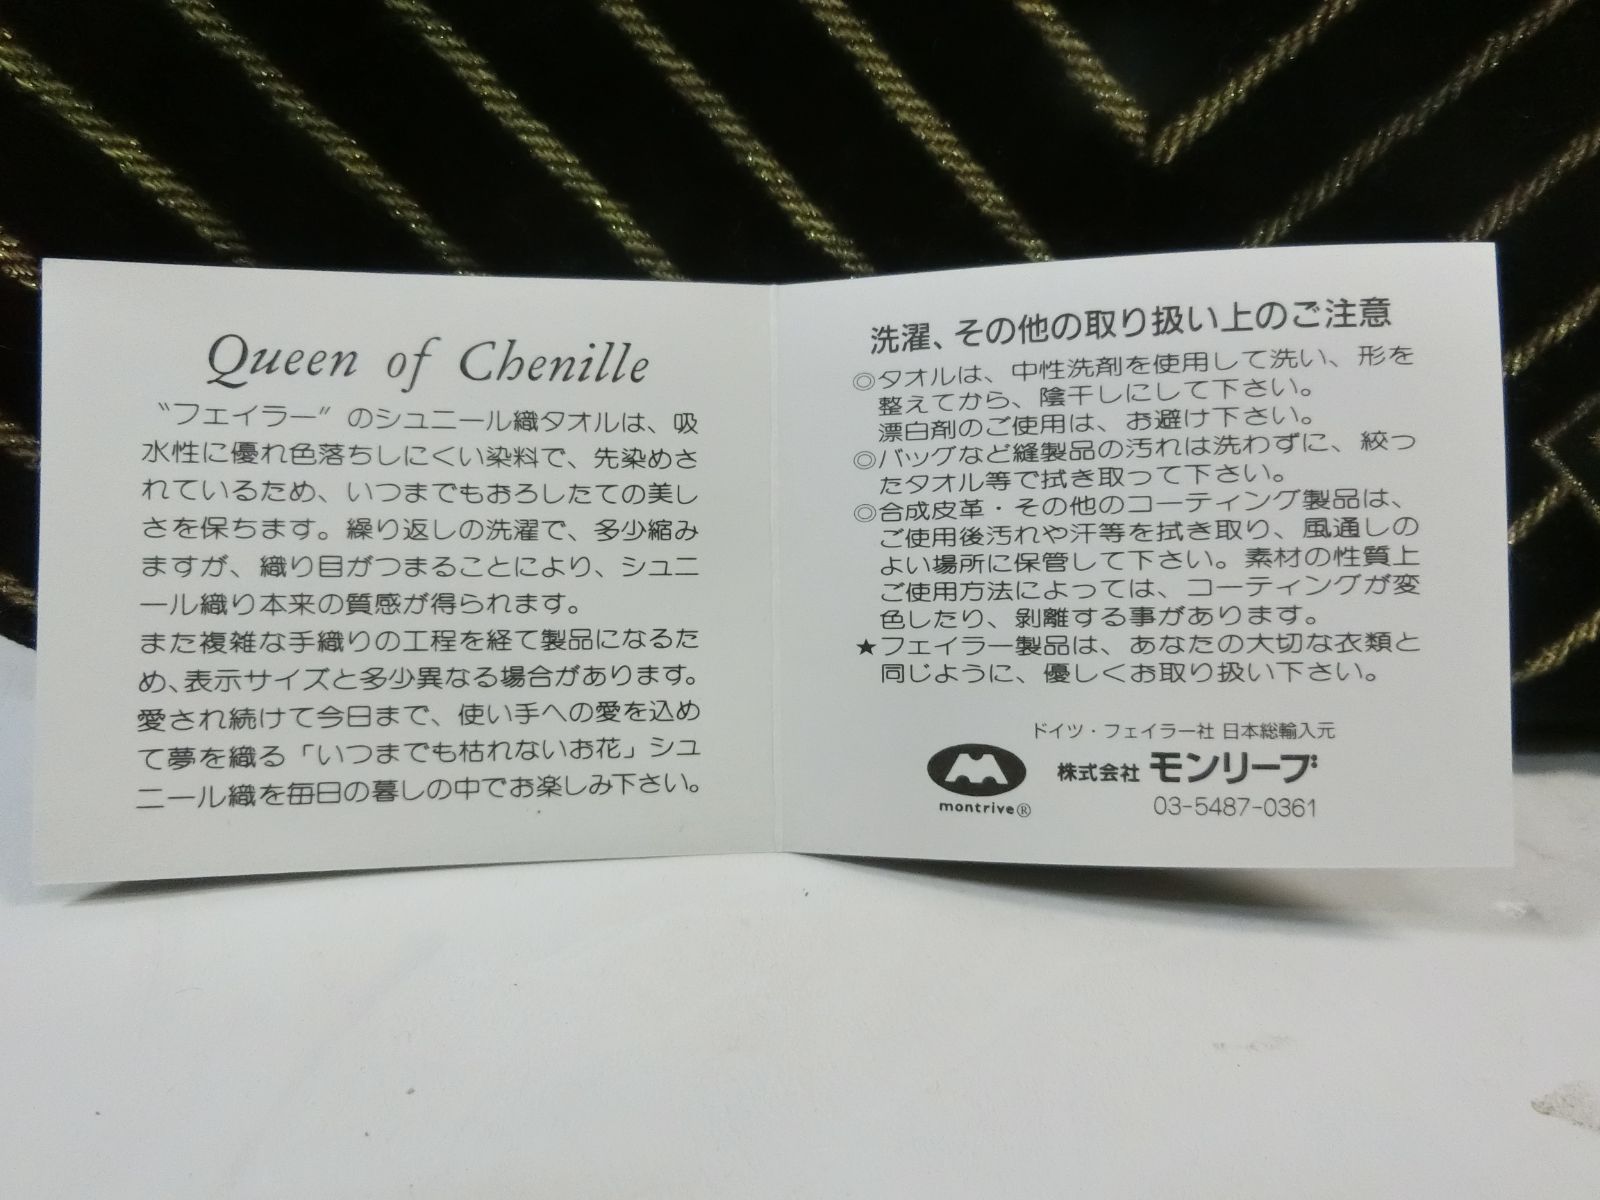 Queen of Chenille
〝フェイラー〞のシュニール織タオルは、吸
水性に優れ色落ちしにくい染料で、先染めさ
れているため、いつまでもおろしたての美し
さを保ちます。繰り返しの洗濯で、多少縮み
ますが、織り目がつまることにより、シュニ
ール織り本来の質感が得られます。
また複雑な手織りの工程を経て製品になるた
め、表示サイズと多少異なる場合があります。
愛され続けて今日まで、使い手への愛を込め
て夢を織る「いつまでも枯れないお花」シュ
ニール織を毎日の暮しの中でお楽しみ下さい。
洗濯、その他の取り扱い上のご注意
◎タオルは、中性洗剤を使用して洗い、形を
整えてから、陰干しにして下さい。
漂白剤のご使用は、お避け下さい。
◎バッグなど縫製品の汚れは洗わずに、絞っ
たタオル等で拭き取って下さい。
◎合成皮革・その他のコーティング製品は、
ご使用後汚れや汗等を拭き取り、風通しの
よい場所に保管して下さい。素材の性質上
ご使用方法によっては、コーティングが変
色したり、剥離する事があります。
★フェイラー製品は、あなたの大切な衣類と
同じように、優しくお取り扱い下さい。
ドイツ・フェイラー社 日本総輸入元
株式会社 モンリーブ
montrive®
03-5487-0361